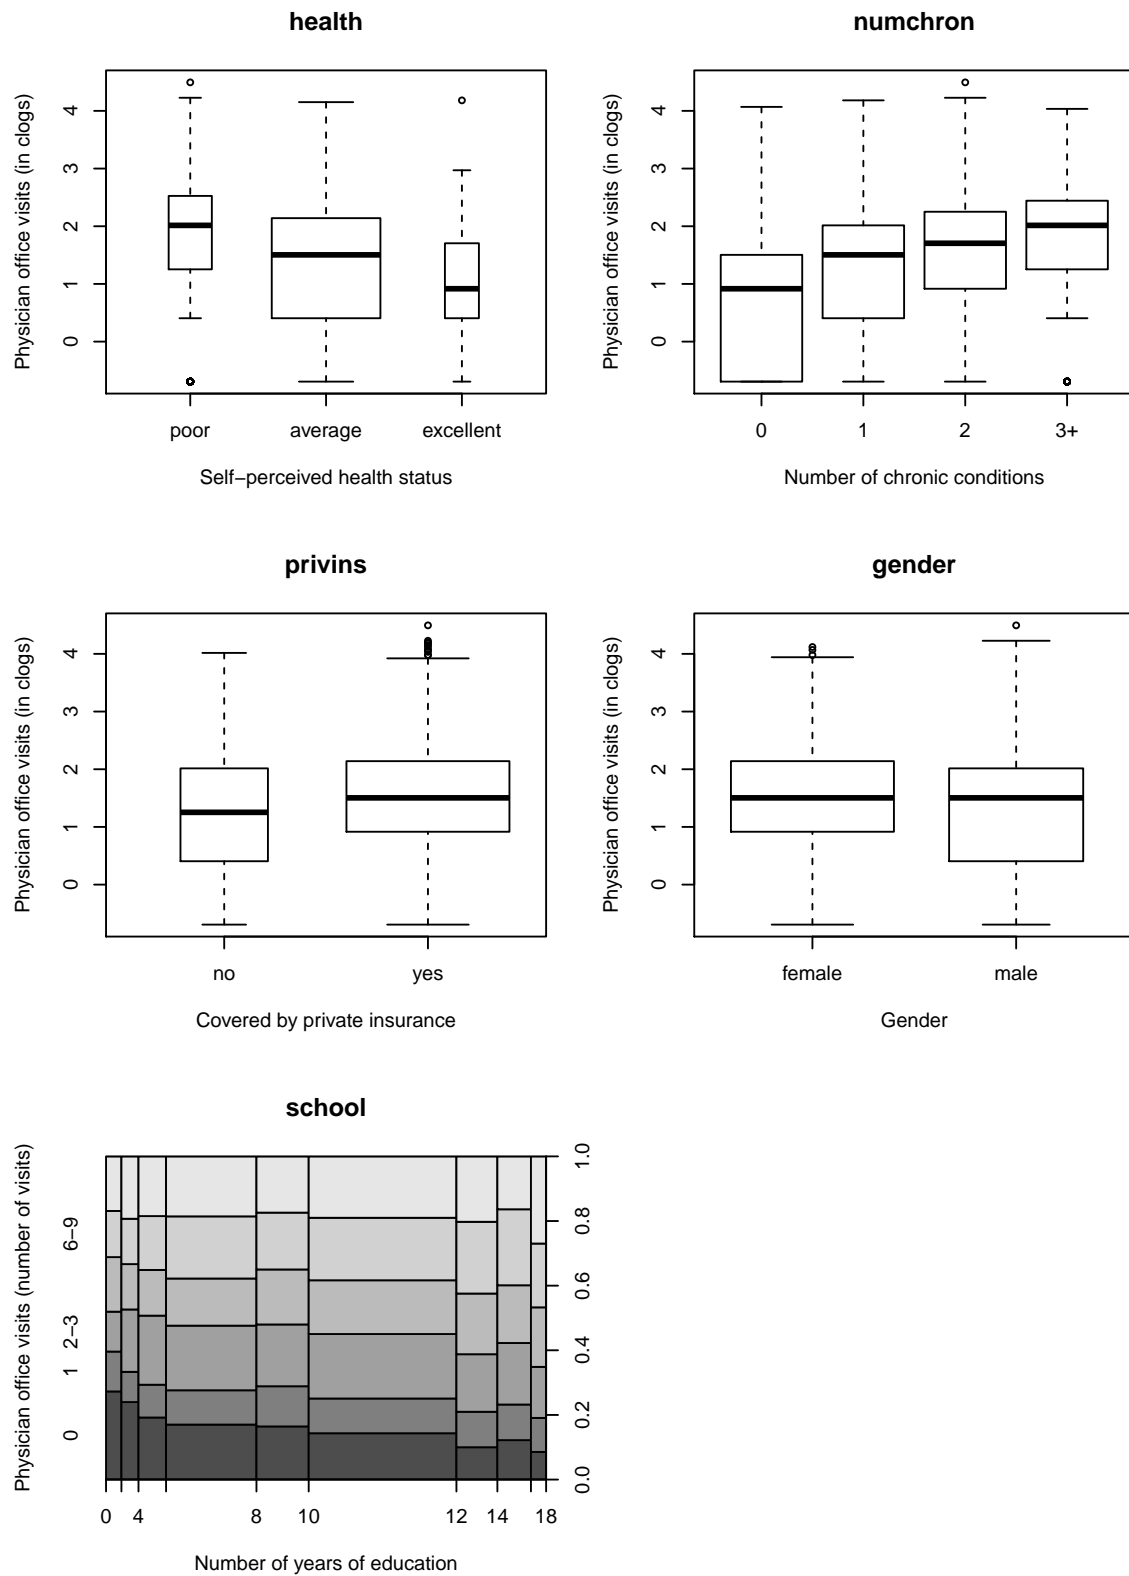 health
Physician office visits (in clogs)
4
3
2
1
0
poor average excellent
Self−perceived health status
numchron
Physician office visits (in clogs)
4
3
2
1
0
0 1 2 3+
Number of chronic conditions
privins
Physician office visits (in clogs)
4
3
2
1
0
no yes
Covered by private insurance
gender
Physician office visits (in clogs)
4
3
2
1
0
female male
Gender
school
Physician office visits (number of visits)
6−9
2−3
1
0
1.0
0.8
0.6
0.4
0.2
0.0
0 4 8 10 12 14 18
Number of years of education